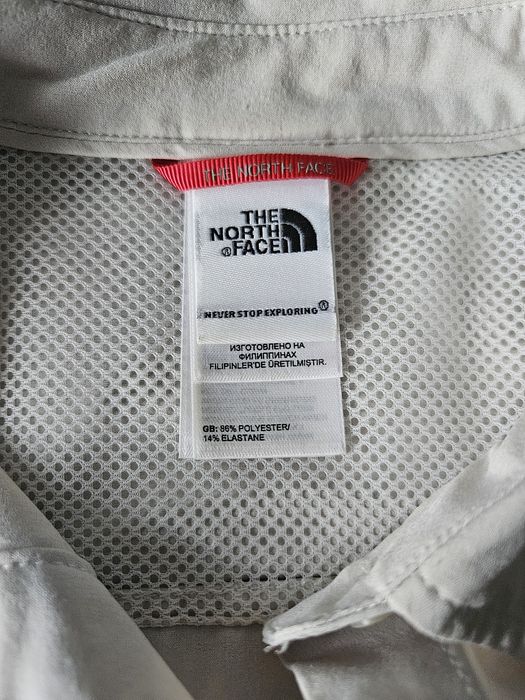 THE NORTH FACE
THE
NORTH
®FACE
NEVER STOP EXPLORING®
ИЗГОТОВЛЕНО НА
ФИЛИППИНАХ
FILIPINLER'DE ÜRETILMIŞTIR.
GB: 86% POLYESTER/
14% ELASTANE